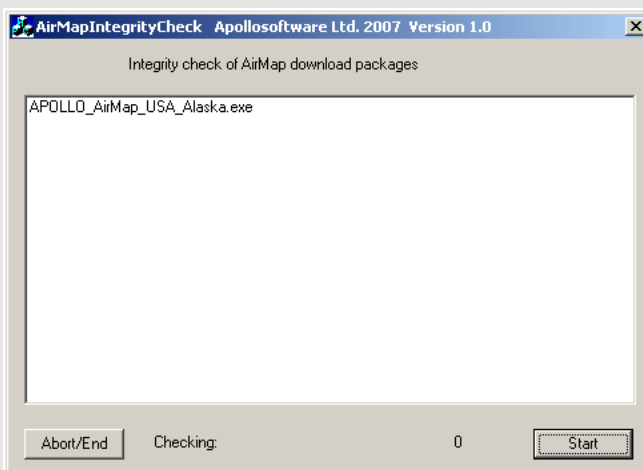 AirMapIntegrityCheck Apollosoftware Ltd. 2007 Version 1.0
Integrity check of AirMap download packages
APOLLO_AirMap_USA_Alaska.exe
Abort/End Checking: 0 Start